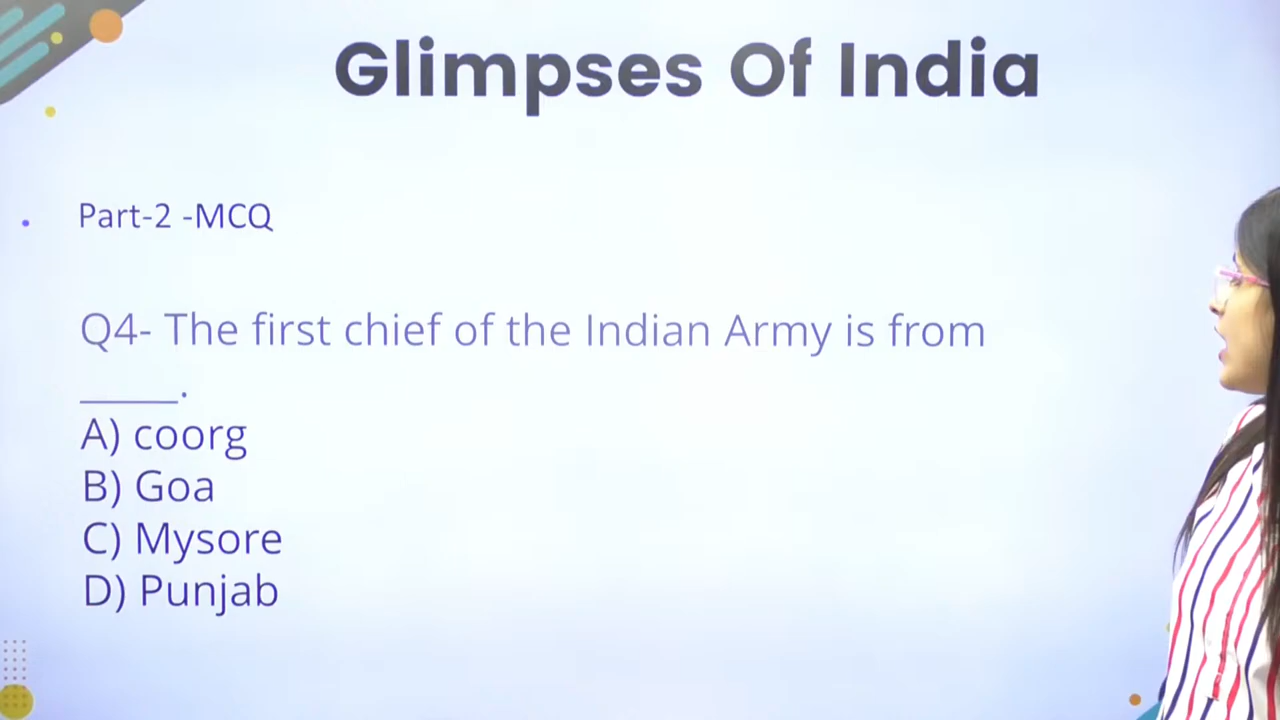 Glimpses Of India
Part-2 -MCQ
Q4- The first chief of the Indian Army is from
_____.
A) coorg
B) Goa
C) Mysore
D) Punjab